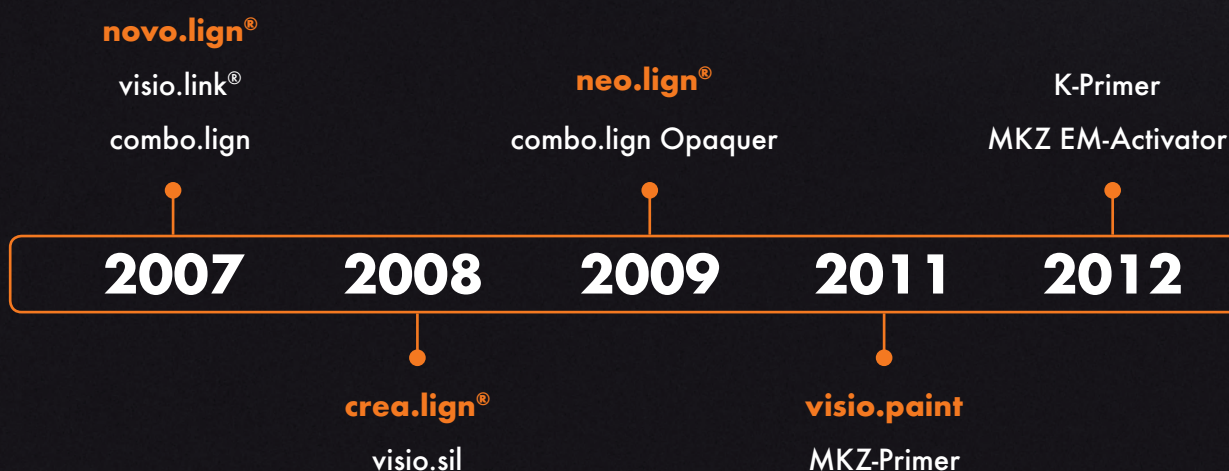 novo.lign®
visio.link®
combo.lign
neo.lign®
combo.lign Opaquer
K-Primer
MKZ EM-Activator
2007 2008 2009 2011 2012
crea.lign®
visio.sil
visio.paint
MKZ-Primer